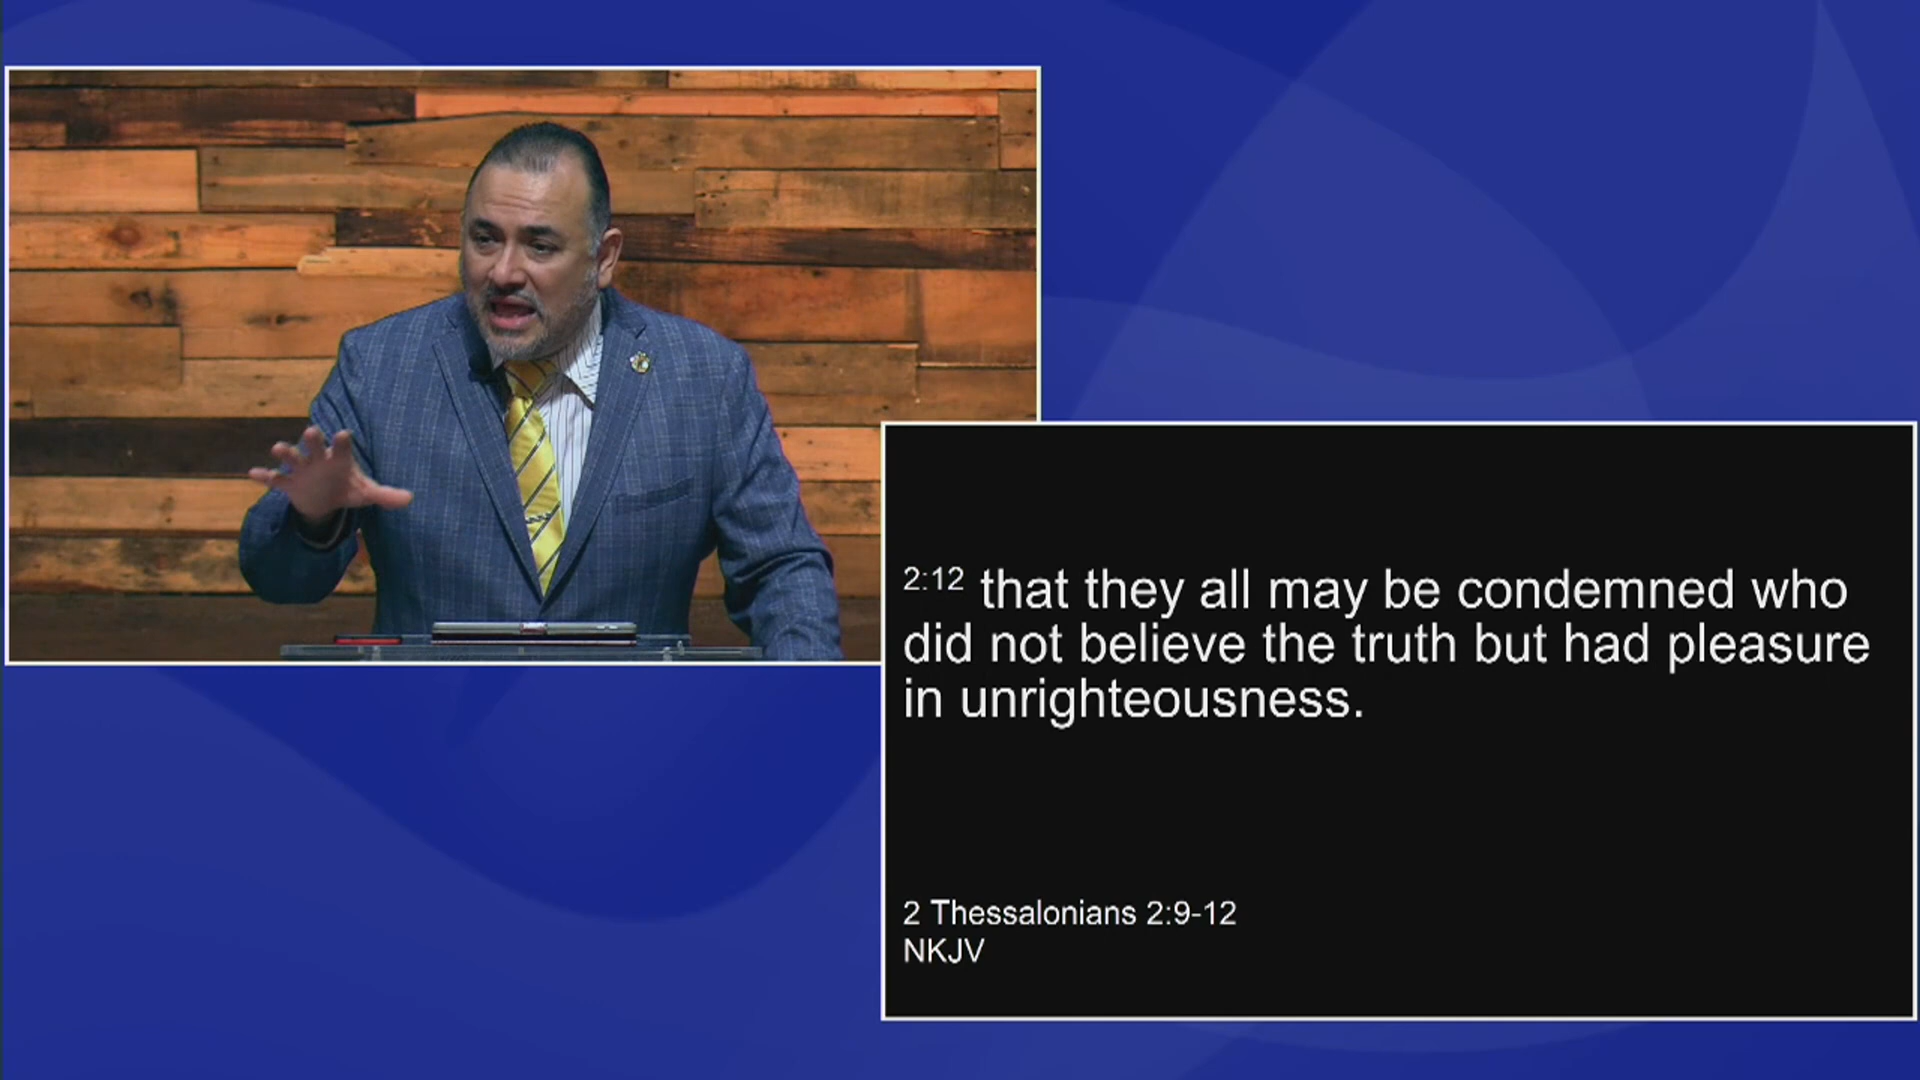 2:12 that they all may be condemned who
did not believe the truth but had pleasure
in unrighteousness.
2 Thessalonians 2:9-12
NKJV